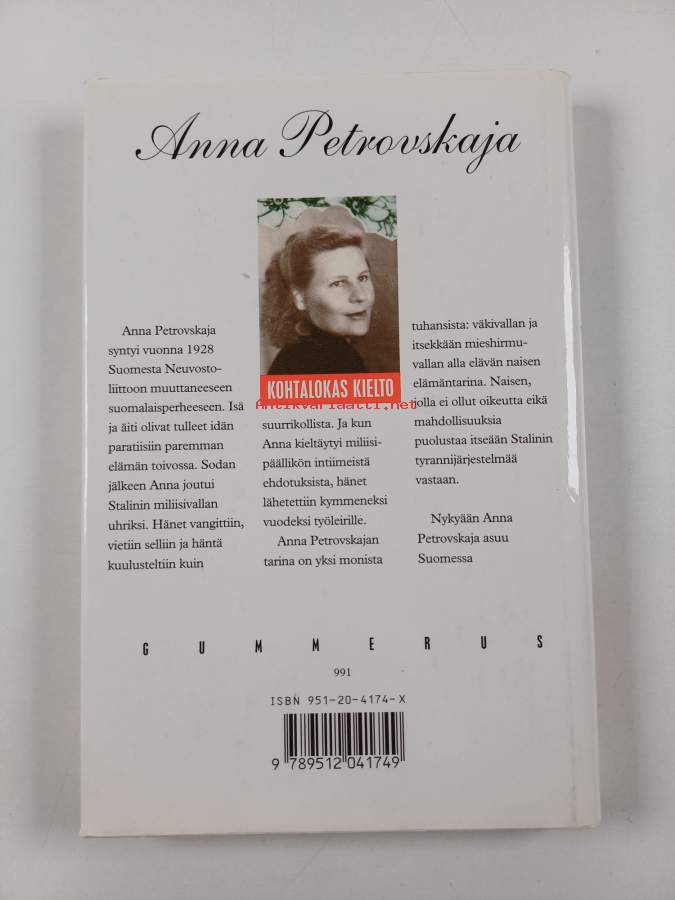 Anna Petrovskaja
Anna Petrovskaja
syntyi vuonna 1928
Suomesta Neuvosto-
liittoon muuttaneeseen
suomalaisperheeseen. Isä
ja äiti olivat tulleet idän
paratiisiin paremman
elämän toivossa. Sodan
jälkeen Anna joutui
Stalinin miliisivallan
uhriksi. Hänet vangittiin,
vietiin selliin ja häntä
kuulusteltiin kuin
KOHTALOKAS KIELTO
Antikvariaatti.net
suurrikollista. Ja kun
Anna kieltäytyi miliisi-
päällikön intiimeistä
ehdotuksista, hänet
lähetettiin kymmeneksi
vuodeksi työleirille.
Anna Petrovskajan
tarina on yksi monista
tuhansista: väkivallan ja
itsekkään mieshirmu-
vallan alla elävän naisen
elämäntarina. Naisen,
jolla ei ollut oikeutta eikä
mahdollisuuksia
puolustaa itseään Stalinin
tyrannijärjestelmää
vastaan.
Nykyään Anna
Petrovskaja asuu
Suomessa
GUMMERUS
991
ISBN 951-20-4174-X
9 789512 041749